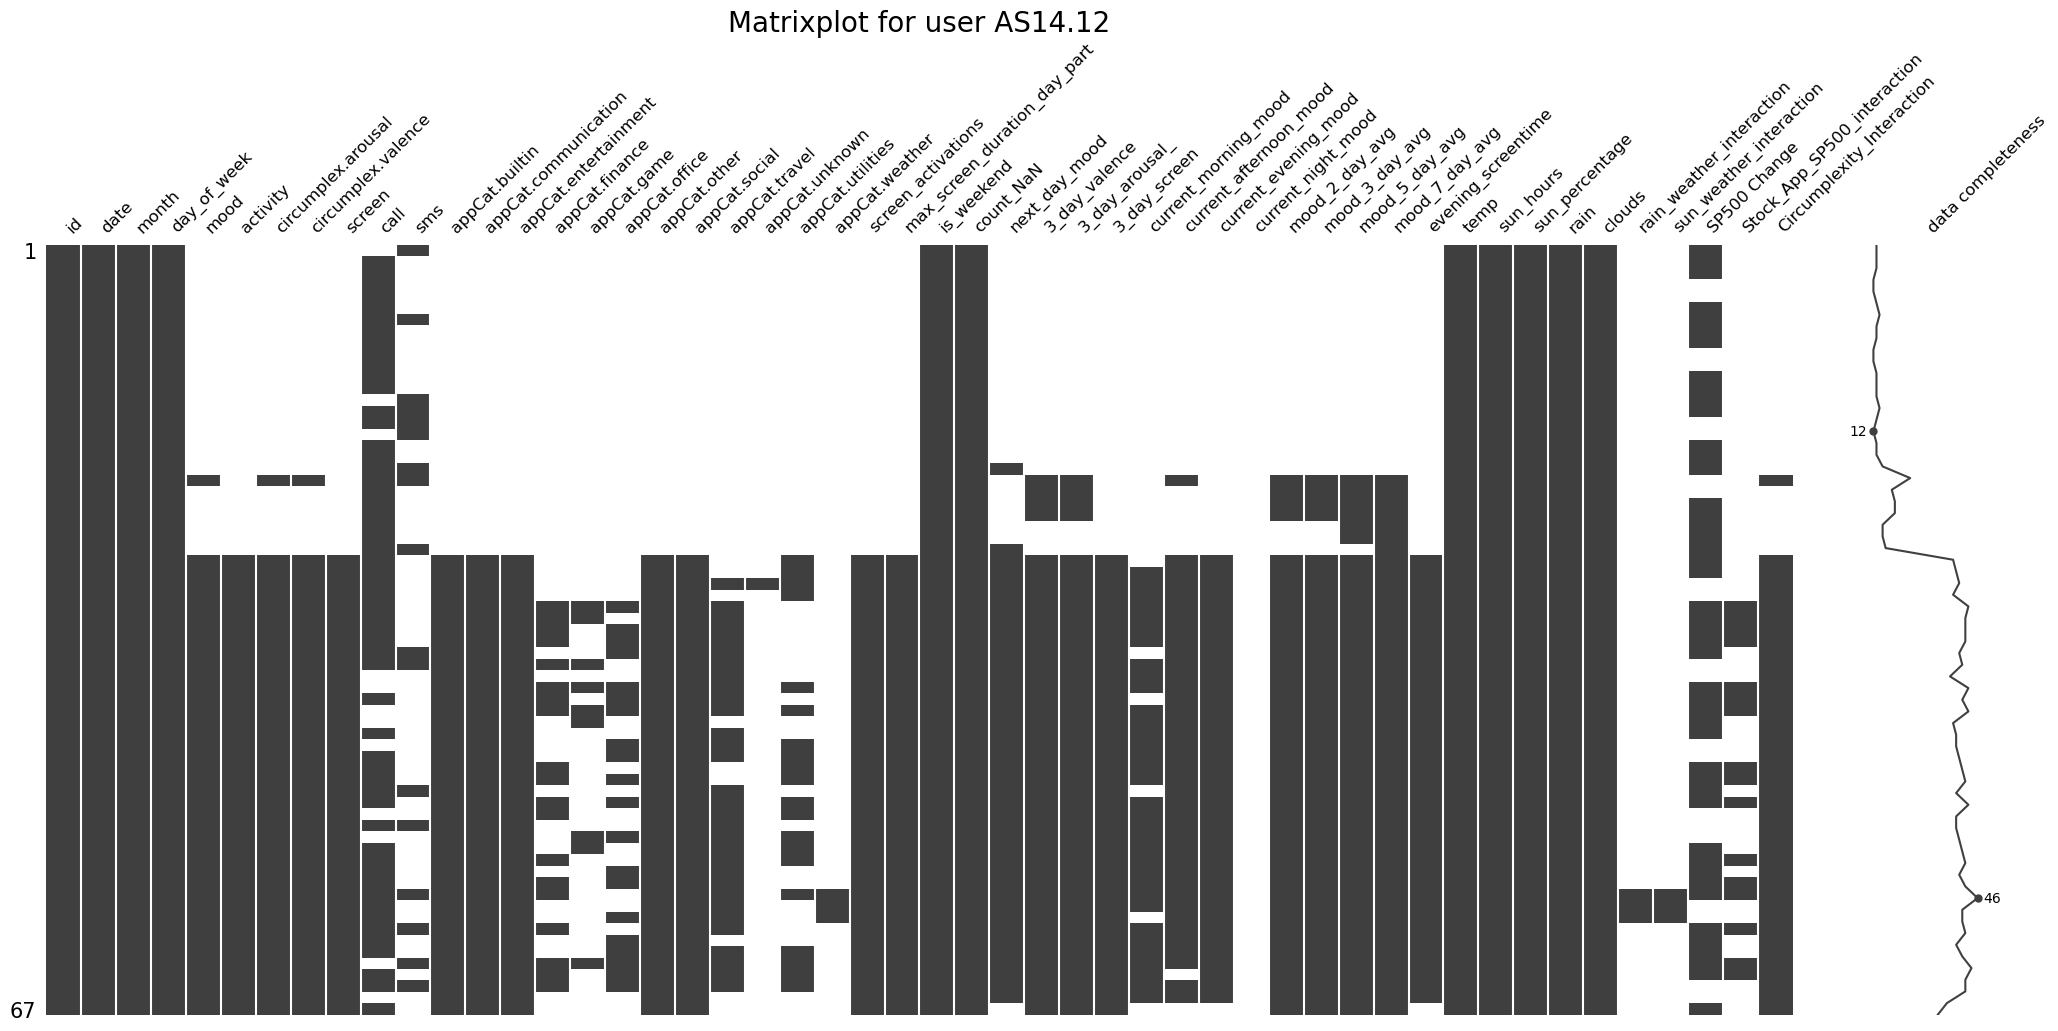 Matrixplot for user AS14.12
id
date
month
day_of_week
mood
activity
circumplex.arousal
circumplex.valence
screen
call
sms
appCat.builtin
appCat.communication
appCat.entertainment
appCat.finance
appCat.game
appCat.office
appCat.other
appCat.social
appCat.travel
appCat.unknown
appCat.utilities
appCat.weather
screen_activations
max_screen_duration_day_part
is_weekend
count_NaN
next_day_mood
3_day_valence
3_day_arousal_
3_day_screen
current_morning_mood
current_afternoon_mood
current_evening_mood
current_night_mood
mood_2_day_avg
mood_3_day_avg
mood_5_day_avg
mood_7_day_avg
evening_screentime
temp
sun_hours
sun_percentage
rain
clouds
rain_weather_interaction
sun_weather_interaction
SP500 Change
Stock_App_SP500_interaction
Circumplexity_Interaction
data completeness
1
12
46
67